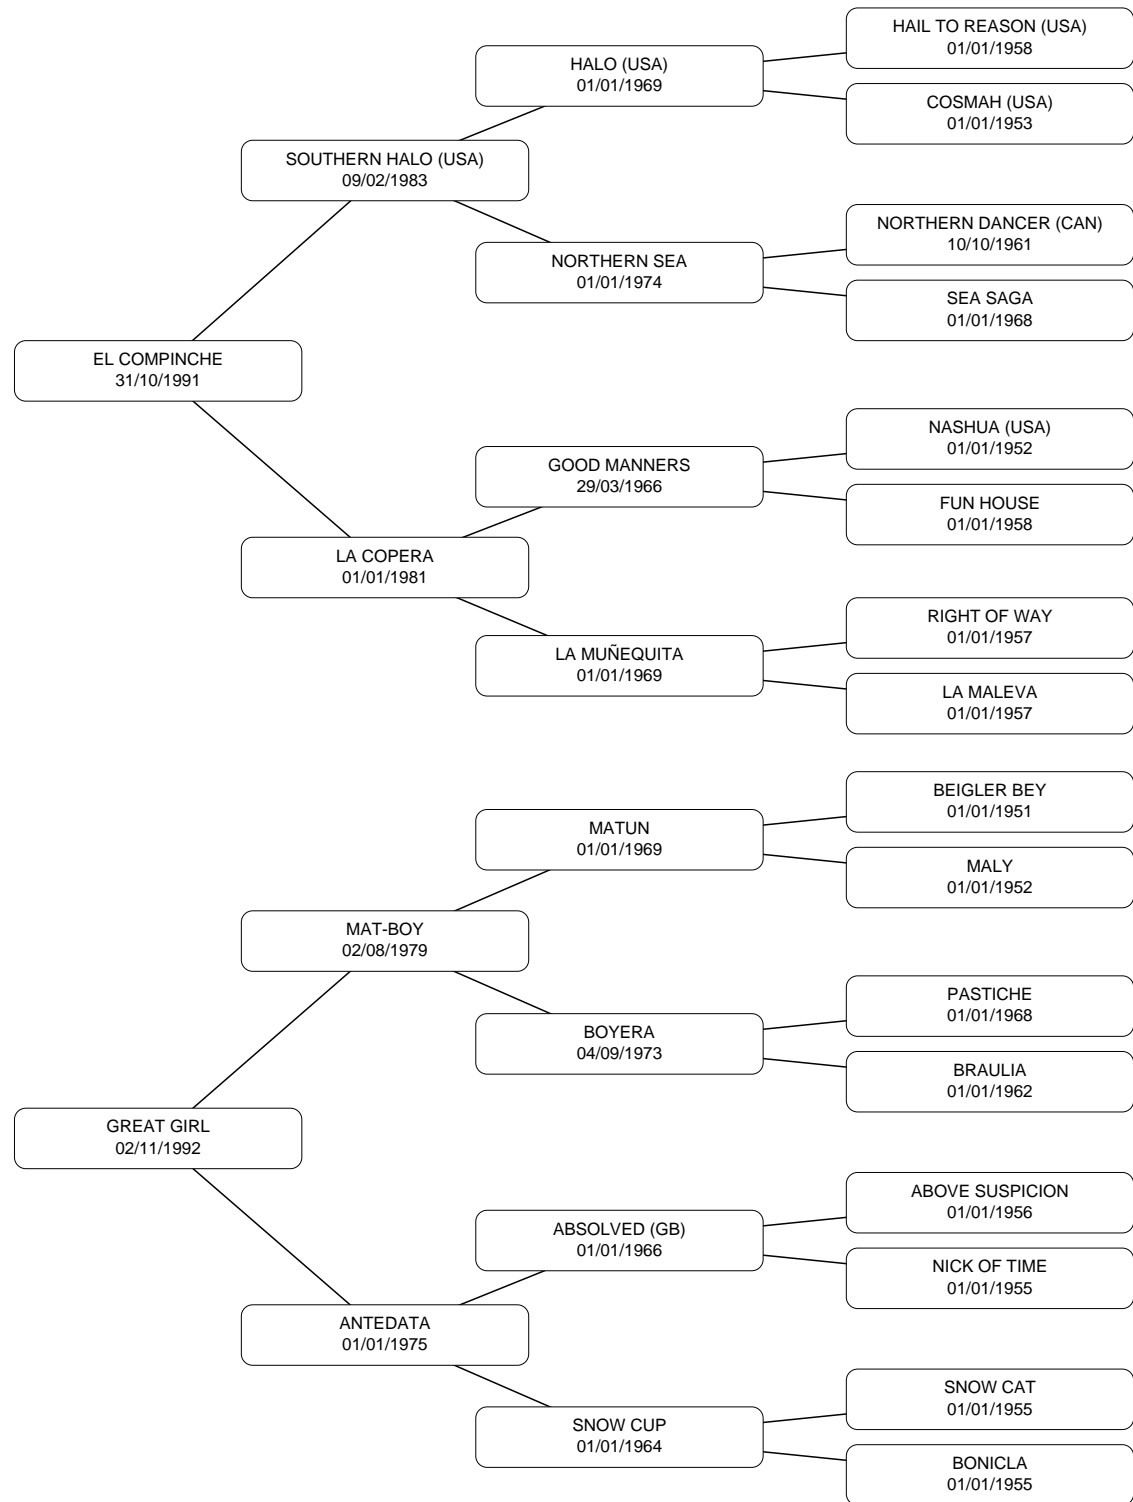 HAIL TO REASON (USA)
01/01/1958
HALO (USA)
01/01/1969
COSMAH (USA)
01/01/1953
SOUTHERN HALO (USA)
09/02/1983
NORTHERN DANCER (CAN)
10/10/1961
NORTHERN SEA
01/01/1974
SEA SAGA
01/01/1968
EL COMPINCHE
31/10/1991
NASHUA (USA)
01/01/1952
GOOD MANNERS
29/03/1966
FUN HOUSE
01/01/1958
LA COPERA
01/01/1981
RIGHT OF WAY
01/01/1957
LA MUÑEQUITA
01/01/1969
LA MALEVA
01/01/1957
BEIGLER BEY
01/01/1951
MATUN
01/01/1969
MALY
01/01/1952
MAT-BOY
02/08/1979
PASTICHE
01/01/1968
BOYERA
04/09/1973
BRAULIA
01/01/1962
GREAT GIRL
02/11/1992
ABOVE SUSPICION
01/01/1956
ABSOLVED (GB)
01/01/1966
NICK OF TIME
01/01/1955
ANTEDATA
01/01/1975
SNOW CAT
01/01/1955
SNOW CUP
01/01/1964
BONICLA
01/01/1955